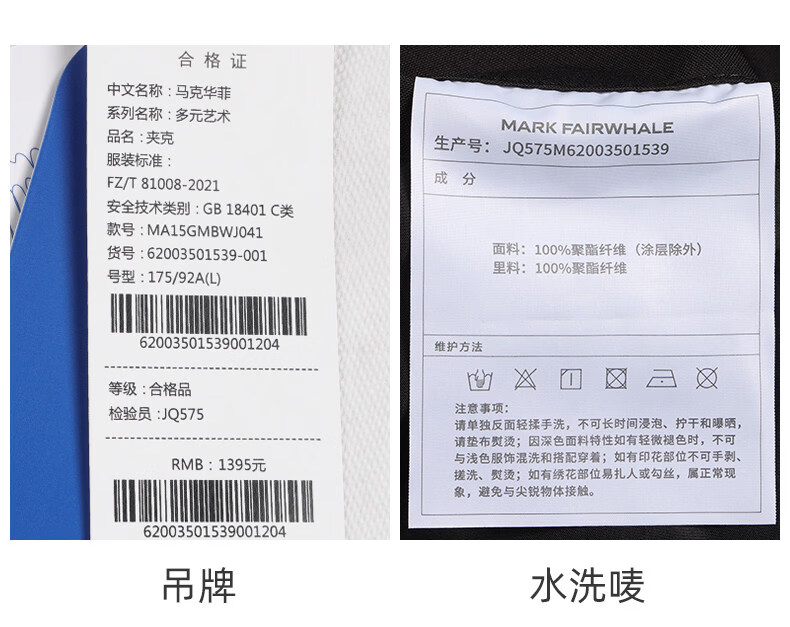 合格证
中文名称：马克华菲
系列名称：多元艺术
品名：夹克
服装标准：
FZ/T 81008-2021
安全技术类别：GB 18401 C类
款号：MA15GMBWJ041
货号：62003501539-001
号型：175/92A(L)
62003501539001204
等级：合格品
检验员：JQ575
RMB：1395元
62003501539001204
吊牌
MARK FAIRWHALE
生产号： JQ575M62003501539
成 分
面料：100%聚酯纤维（涂层除外）
里料：100%聚酯纤维
维护方法
注意事项：
请单独反面轻揉手洗，不可长时间浸泡、拧干和曝晒，
请垫布熨烫；因深色面料特性如有轻微褪色时，不可
与浅色服饰混洗和搭配穿着；如有印花部位不可手剥、
搓洗、熨烫；如有绣花部位易扎人或勾丝，属正常现
象，避免与尖锐物体接触。
水洗唛